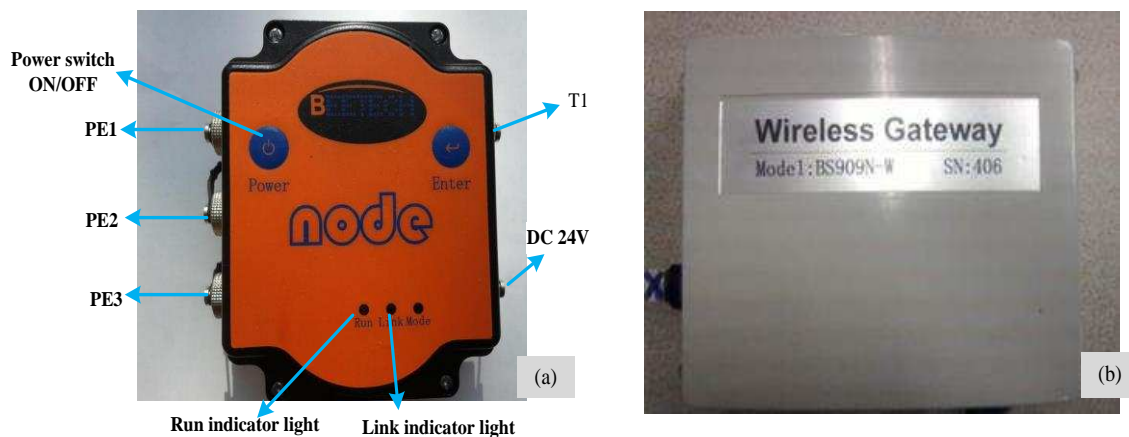 Power switch
ON/OFF
PE1
PE2
PE3
BEETECH
Power
Enter
node
Run Link Mode
T1
DC 24V
Run indicator light
Link indicator light
(a)
Wireless Gateway
Model:BS909N-W SN:406
X
(b)